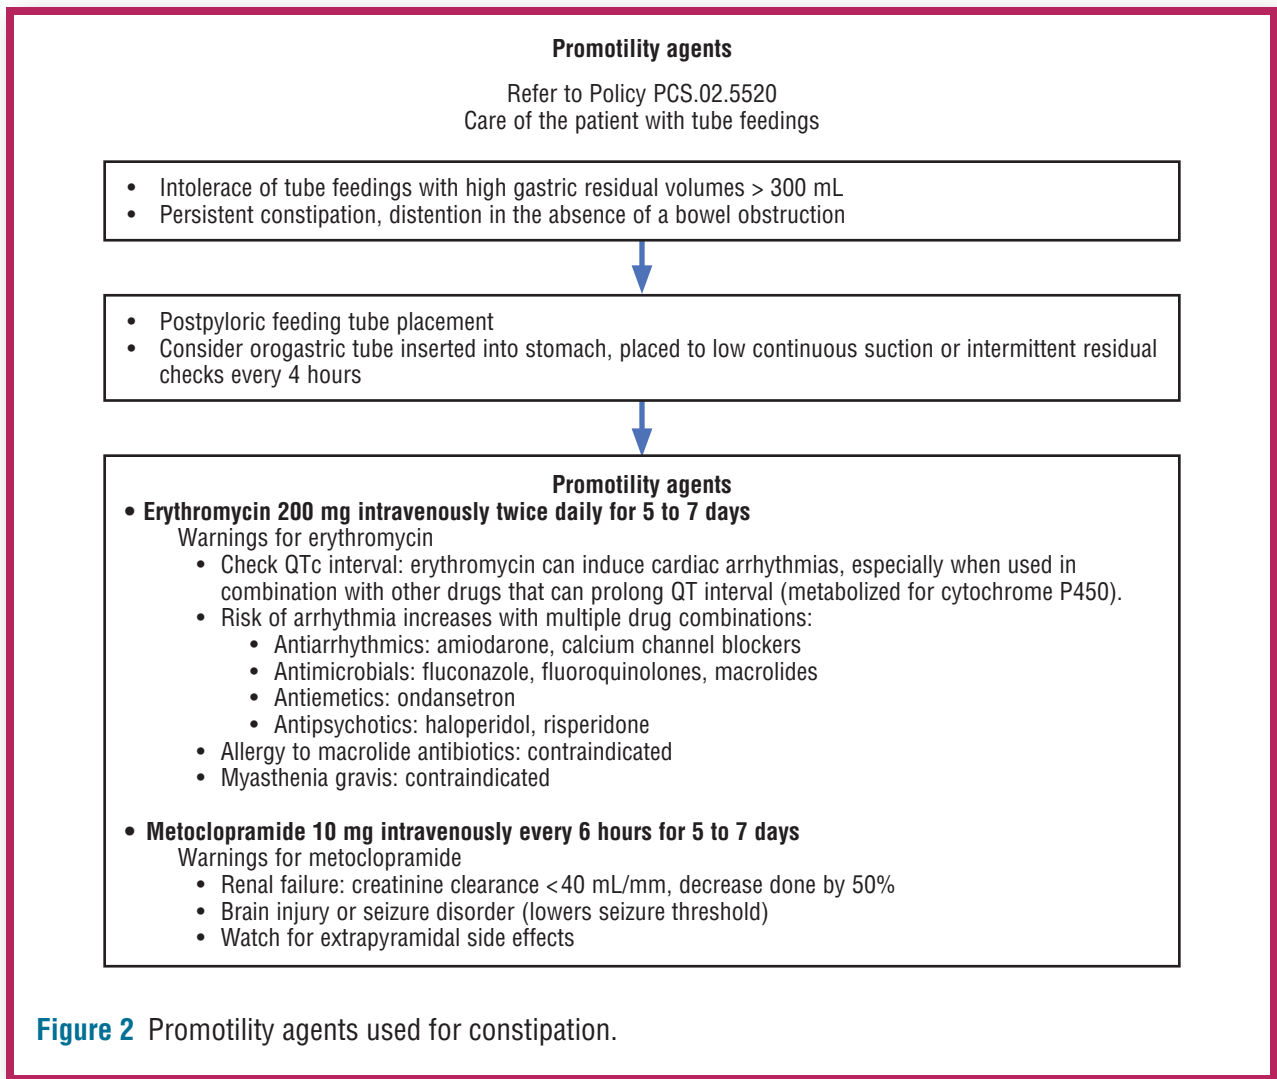 Promotility agents
Refer to Policy PCS.02.5520
Care of the patient with tube feedings
• Intolerace of tube feedings with high gastric residual volumes > 300 mL
• Persistent constipation, distention in the absence of a bowel obstruction
• Postpyloric feeding tube placement
• Consider orogastric tube inserted into stomach, placed to low continuous suction or intermittent residual
checks every 4 hours
Promotility agents
• Erythromycin 200 mg intravenously twice daily for 5 to 7 days
Warnings for erythromycin
• Check QTc interval: erythromycin can induce cardiac arrhythmias, especially when used in
combination with other drugs that can prolong QT interval (metabolized for cytochrome P450).
• Risk of arrhythmia increases with multiple drug combinations:
• Antiarrhythmics: amiodarone, calcium channel blockers
• Antimicrobials: fluconazole, fluoroquinolones, macrolides
• Antiemetics: ondansetron
• Antipsychotics: haloperidol, risperidone
• Allergy to macrolide antibiotics: contraindicated
• Myasthenia gravis: contraindicated
• Metoclopramide 10 mg intravenously every 6 hours for 5 to 7 days
Warnings for metoclopramide
• Renal failure: creatinine clearance <40 mL/mm, decrease done by 50%
• Brain injury or seizure disorder (lowers seizure threshold)
• Watch for extrapyramidal side effects
Figure 2 Promotility agents used for constipation.